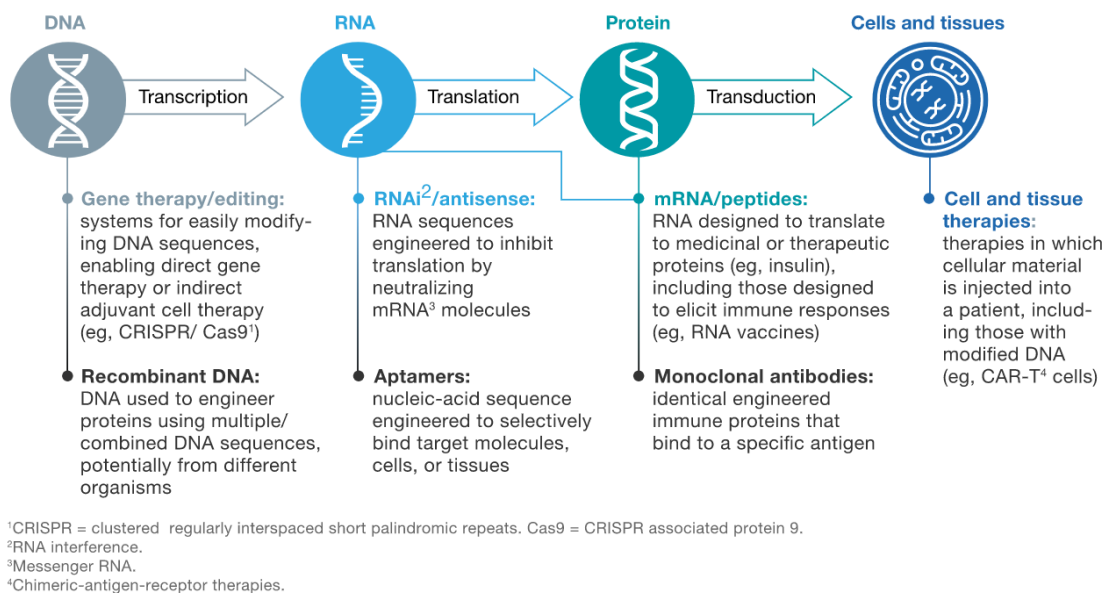 DNA
RNA
Protein
Cells and tissues
Transcription
Translation
Transduction
Gene therapy/editing:
systems for easily modify-
ing DNA sequences,
enabling direct gene
therapy or indirect
adjuvant cell therapy
(eg, CRISPR/ Cas9¹)
Recombinant DNA:
DNA used to engineer
proteins using multiple/
combined DNA sequences,
potentially from different
organisms
RNAi²/antisense:
RNA sequences
engineered to inhibit
translation by
neutralizing
mRNA³ molecules
Aptamers:
nucleic-acid sequence
engineered to selectively
bind target molecules,
cells, or tissues
mRNA/peptides:
RNA designed to translate
to medicinal or therapeutic
proteins (eg, insulin),
including those designed
to elicit immune responses
(eg, RNA vaccines)
Monoclonal antibodies:
identical engineered
immune proteins that
bind to a specific antigen
Cell and tissue
therapies:
therapies in which
cellular material
is injected into
a patient, includ-
ing those with
modified DNA
(eg, CAR-T⁴ cells)
¹CRISPR = clustered regularly interspaced short palindromic repeats. Cas9 = CRISPR associated protein 9.
²RNA interference.
³Messenger RNA.
⁴Chimeric-antigen-receptor therapies.